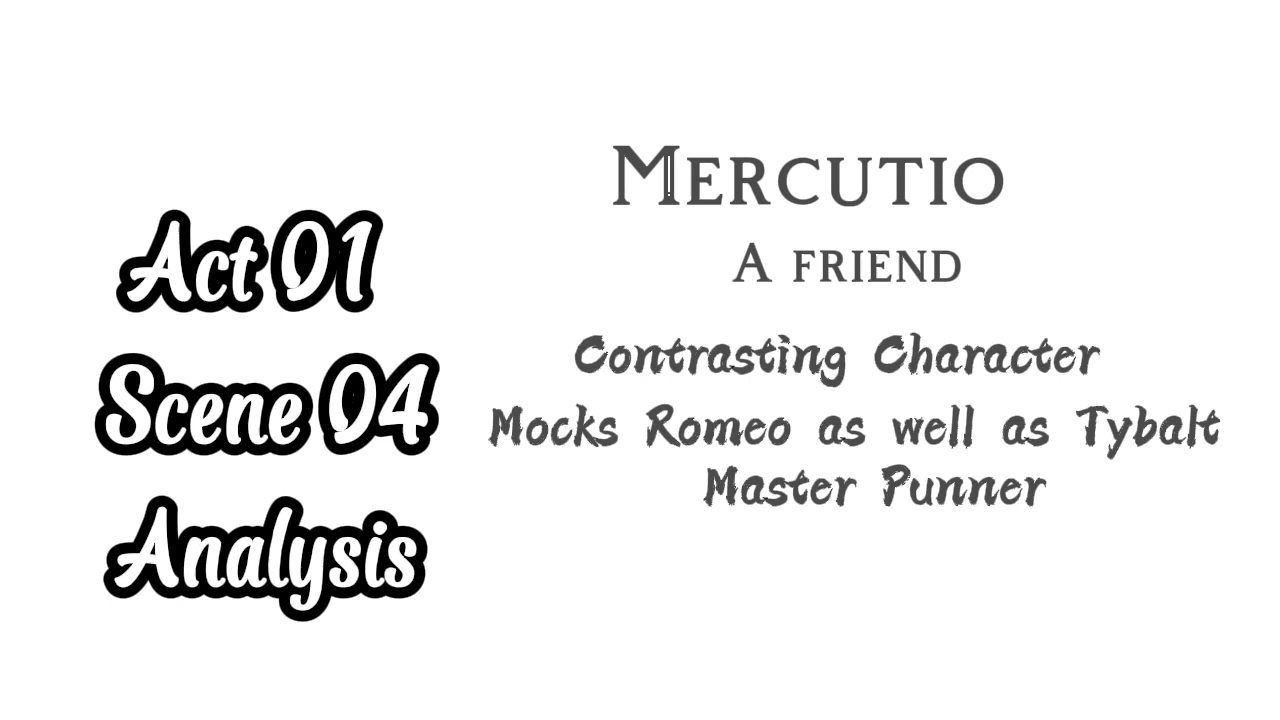 Act 01
Scene 04
Analysis
Mercutio
A friend
Contrasting Character
Mocks Romeo as well as Tybalt
Master Punner